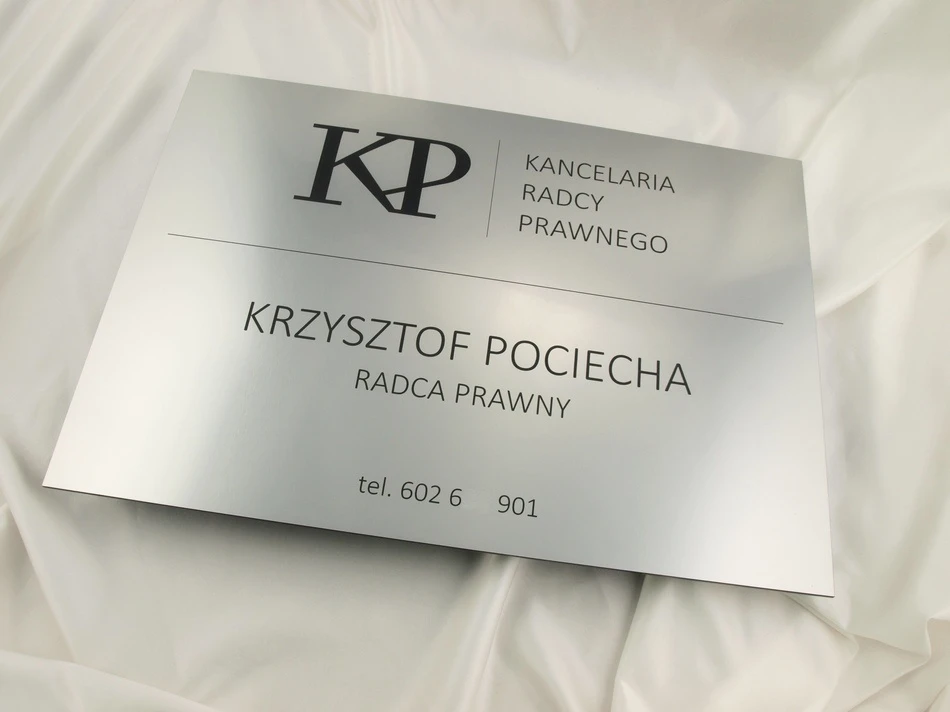 KP
KANCELARIA
RADCY
PRAWNEGO
KRZYSZTOF POCIECHA
RADCA PRAWNY
tel. 602 6 901